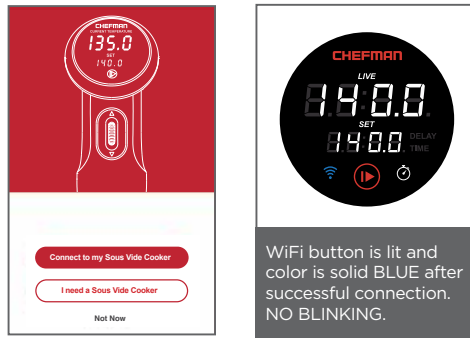 CHEFMAN
CURRENT TEMPERATURE
135.0
SET
140.0
Connect to my Sous Vide Cooker
I need a Sous Vide Cooker
Not Now
CHEFMAN
LIVE
140.0
SET
140.0
DELAY
TIME
WiFi button is lit and
color is solid BLUE after
successful connection.
NO BLINKING.